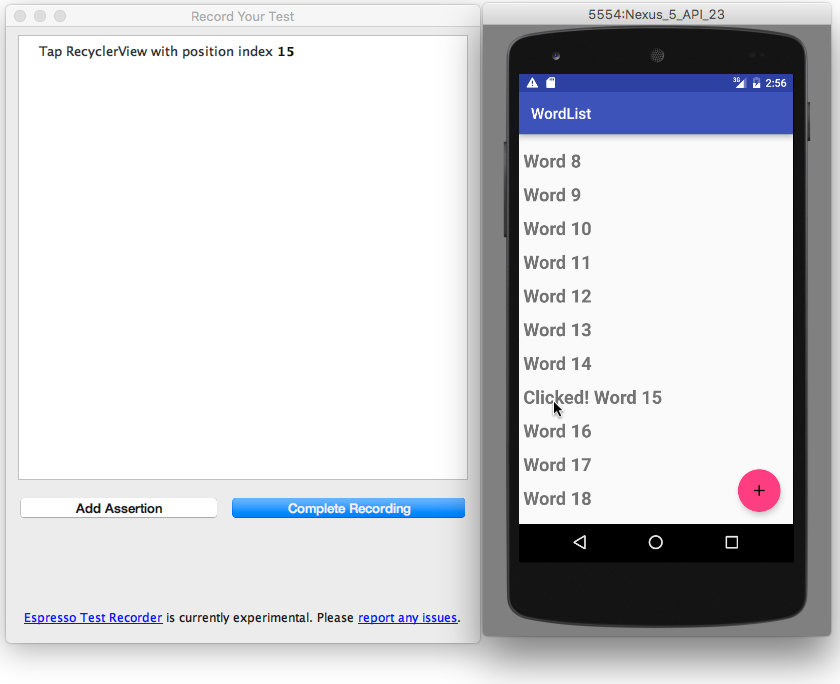 Record Your Test
Tap RecyclerView with position index 15
Add Assertion
Complete Recording
Espresso Test Recorder is currently experimental. Please report any issues.
5554:Nexus_5_API_23
3G 2:56
WordList
Word 8
Word 9
Word 10
Word 11
Word 12
Word 13
Word 14
Clicked! Word 15
Word 16
Word 17
Word 18
+